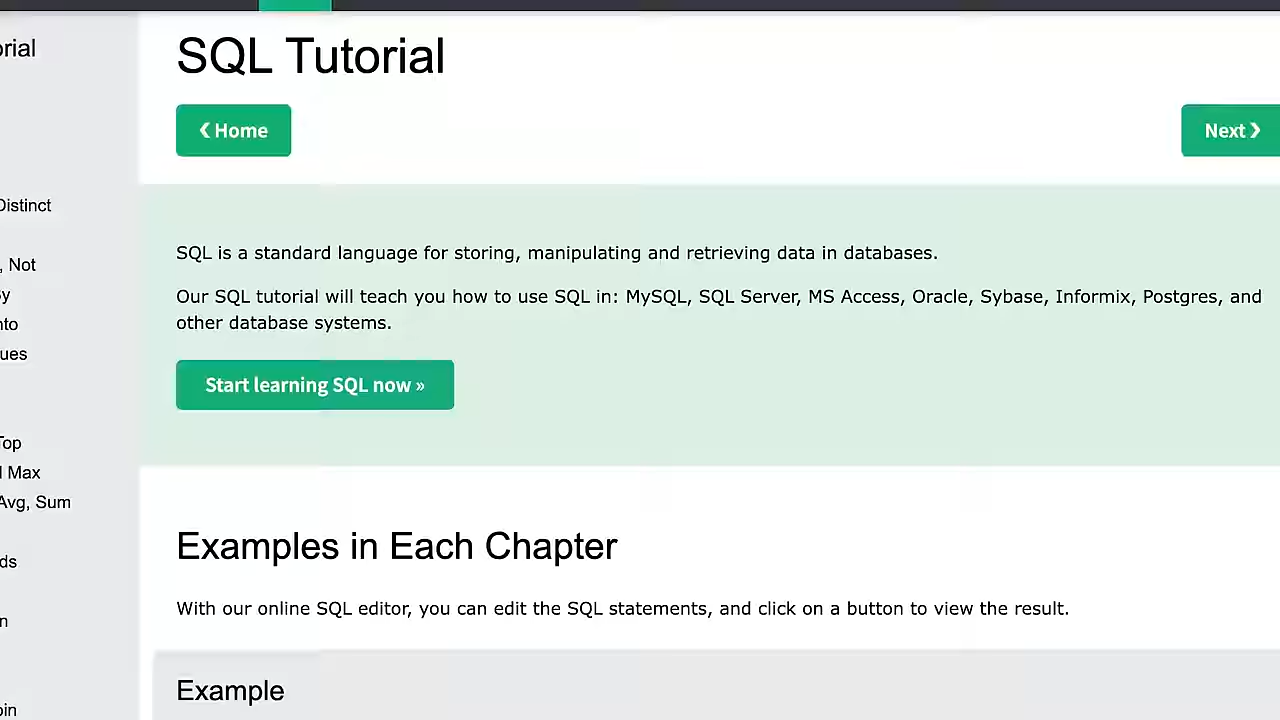 SQL Tutorial
❮ Home
Next ❯
SQL is a standard language for storing, manipulating and retrieving data in databases.
Our SQL tutorial will teach you how to use SQL in: MySQL, SQL Server, MS Access, Oracle, Sybase, Informix, Postgres, and
other database systems.
Start learning SQL now »
Examples in Each Chapter
With our online SQL editor, you can edit the SQL statements, and click on a button to view the result.
Example
orial
Distinct
, Not
By
nto
ues
Top
Max
Avg, Sum
ds
n
oin